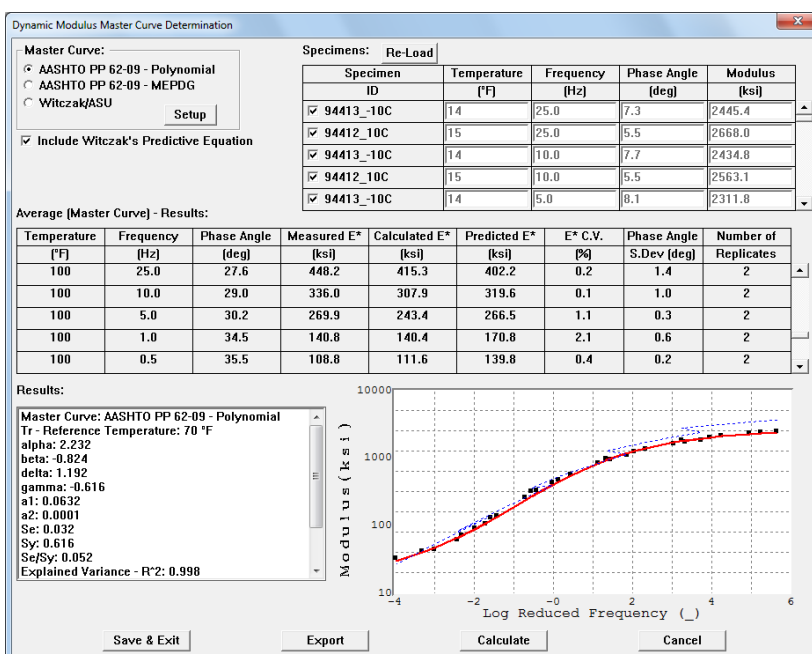 Dynamic Modulus Master Curve Determination
Master Curve:
AASHTO PP 62-09 - Polynomial
AASHTO PP 62-09 - MEPDG
Witczak/ASU
Setup
Include Witczak's Predictive Equation
Specimens: Re-Load
Specimen Temperature Frequency Phase Angle Modulus
ID (°F) (Hz) (deg) (ksi)
94413_-10C 14 25.0 7.3 2445.4
94412_10C 15 25.0 5.5 2668.0
94413_-10C 14 10.0 7.7 2434.8
94412_10C 15 10.0 5.5 2563.1
94413_-10C 14 5.0 8.1 2311.8
Average (Master Curve) - Results:
Temperature Frequency Phase Angle Measured E* Calculated E* Predicted E* E* C.V. Phase Angle Number of
(°F) (Hz) (deg) (ksi) (ksi) (ksi) (%) S.Dev (deg) Replicates
100 25.0 27.6 448.2 415.3 402.2 0.2 1.4 2
100 10.0 29.0 336.0 307.9 319.6 0.1 1.0 2
100 5.0 30.2 269.9 243.4 266.5 1.1 0.3 2
100 1.0 34.5 140.8 140.4 170.8 2.1 0.6 2
100 0.5 35.5 108.8 111.6 139.8 0.4 0.2 2
Results:
Master Curve: AASHTO PP 62-09 - Polynomial
Tr - Reference Temperature: 70 °F
alpha: 2.232
beta: -0.824
delta: 1.192
gamma: -0.616
a1: 0.0632
a2: 0.0001
Se: 0.032
Sy: 0.616
Se/Sy: 0.052
Explained Variance - R^2: 0.998
Modulus(ksi)
10000
1000
100
10
-4 -2 -0 2 4 6
Log Reduced Frequency (_)
Save & Exit Export Calculate Cancel